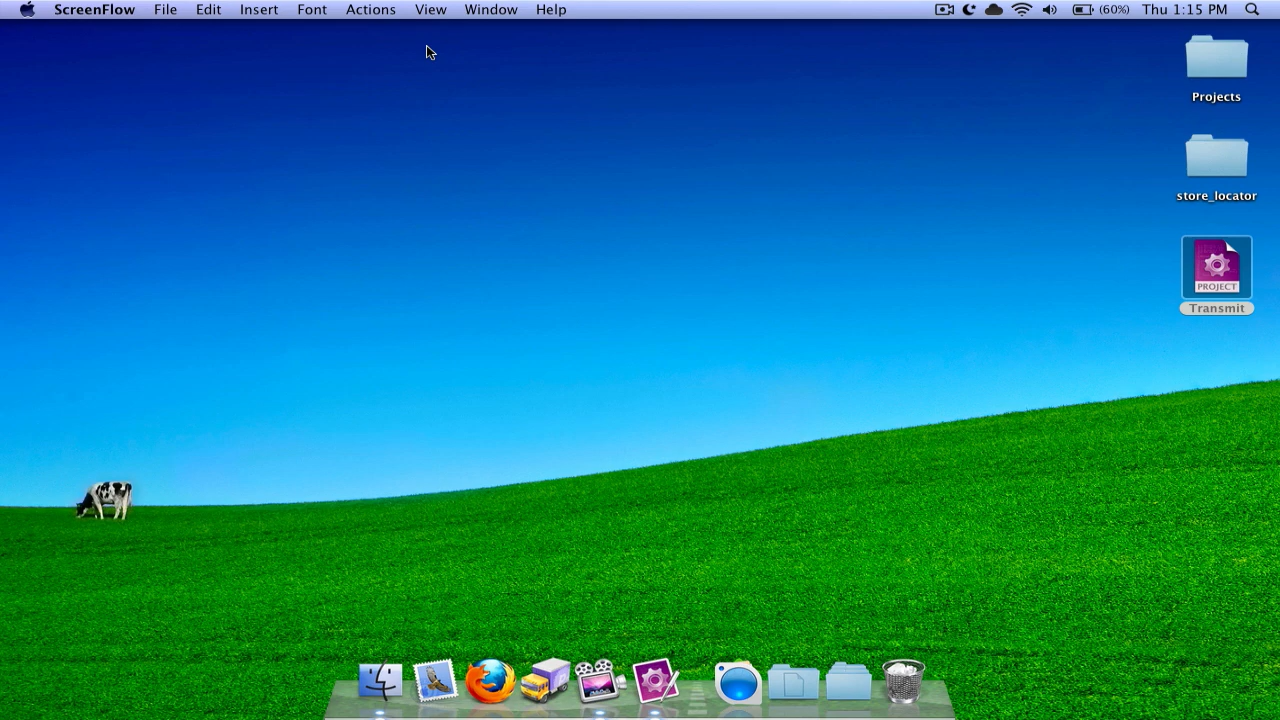 ScreenFlow File Edit Insert Font Actions View Window Help (60%) Thu 1:15 PM
Projects
store_locator
PROJECT
Transmit